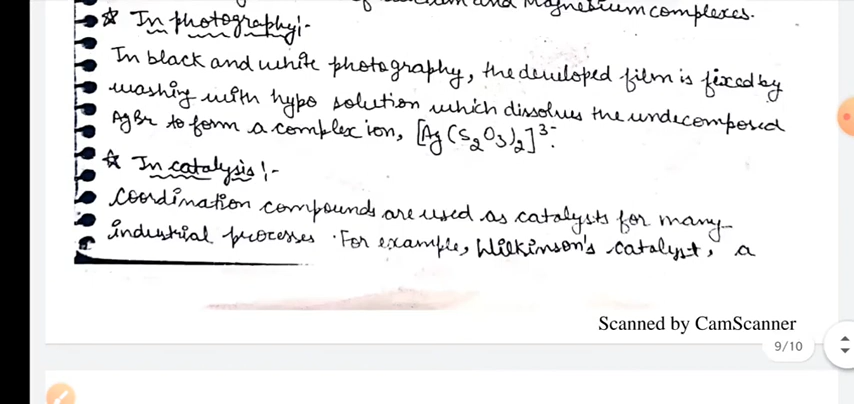 and Magnesium complexes.
☆ In photography:-
In black and white photography, the developed film is fixed by
washing with hypo solution which dissolves the undecomposed
AgBr to form a complex ion, [Ag(S₂O₃)₂]³⁻.
☆ In catalysis:-
Coordination compounds are used as catalysts for many
industrial processes. For example, Wilkinson's catalyst, a
Scanned by CamScanner
9/10